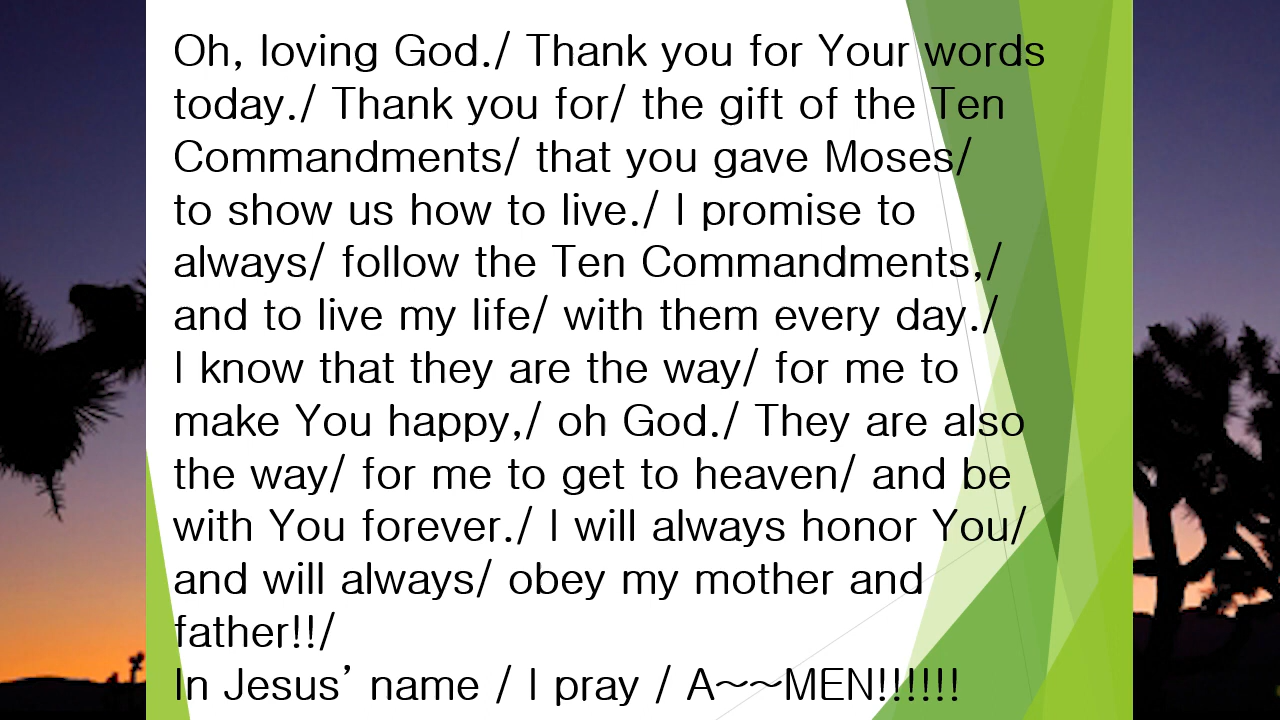 Oh, loving God./ Thank you for Your words
today./ Thank you for/ the gift of the Ten
Commandments/ that you gave Moses/
to show us how to live./ I promise to
always/ follow the Ten Commandments,/
and to live my life/ with them every day./
I know that they are the way/ for me to
make You happy,/ oh God./ They are also
the way/ for me to get to heaven/ and be
with You forever./ I will always honor You/
and will always/ obey my mother and
father!!/
In Jesus’ name / I pray / A~~MEN!!!!!!